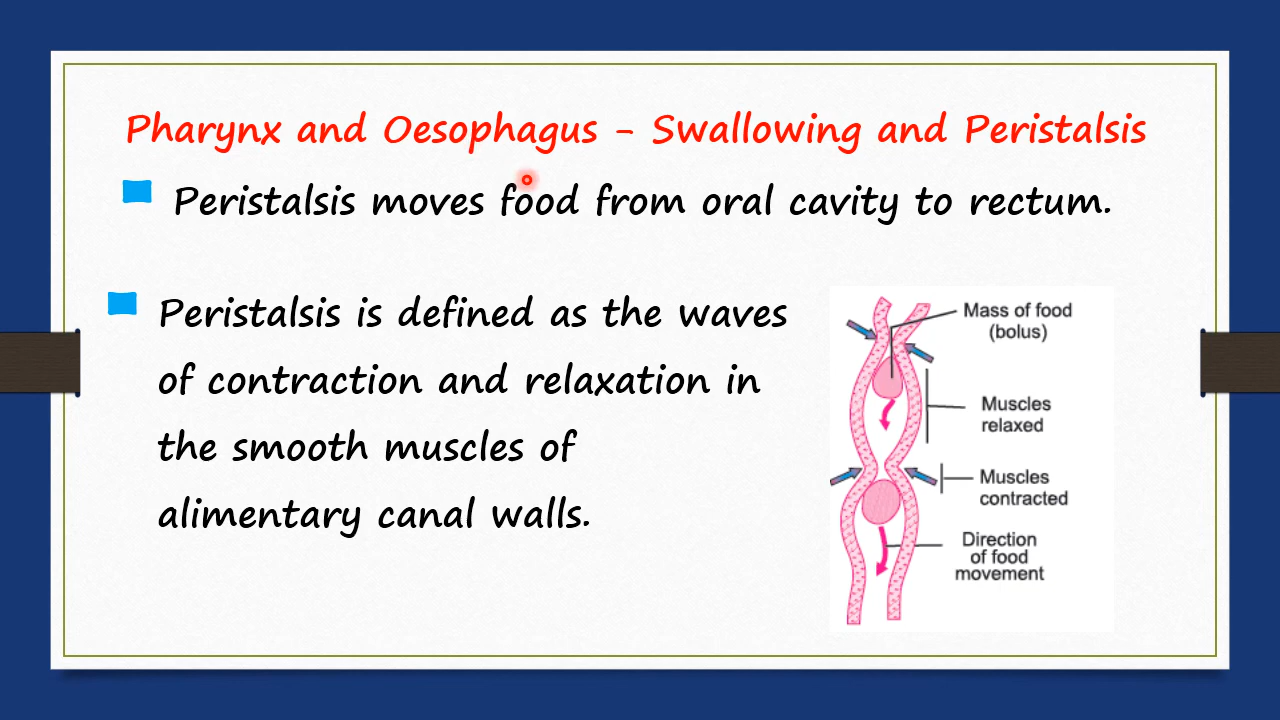 Pharynx and Oesophagus - Swallowing and Peristalsis
Peristalsis moves food from oral cavity to rectum.
Peristalsis is defined as the waves
of contraction and relaxation in
the smooth muscles of
alimentary canal walls.
Mass of food
(bolus)
Muscles
relaxed
Muscles
contracted
Direction
of food
movement